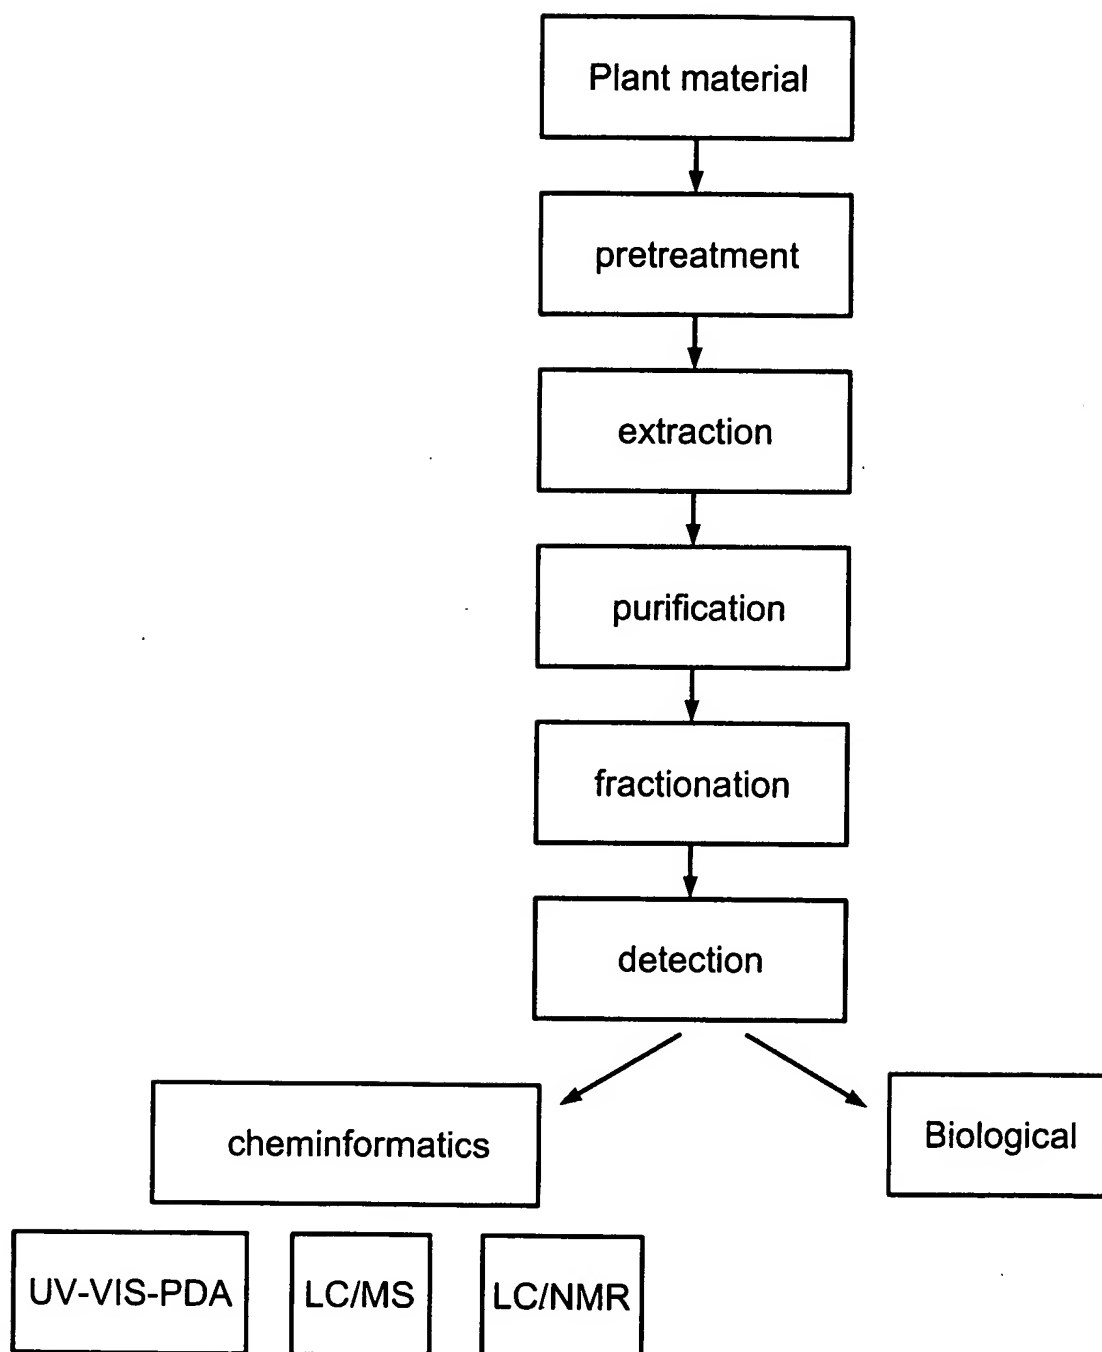 Plant material
pretreatment
extraction
purification
fractionation
detection
cheminformatics
Biological
UV-VIS-PDA
LC/MS
LC/NMR